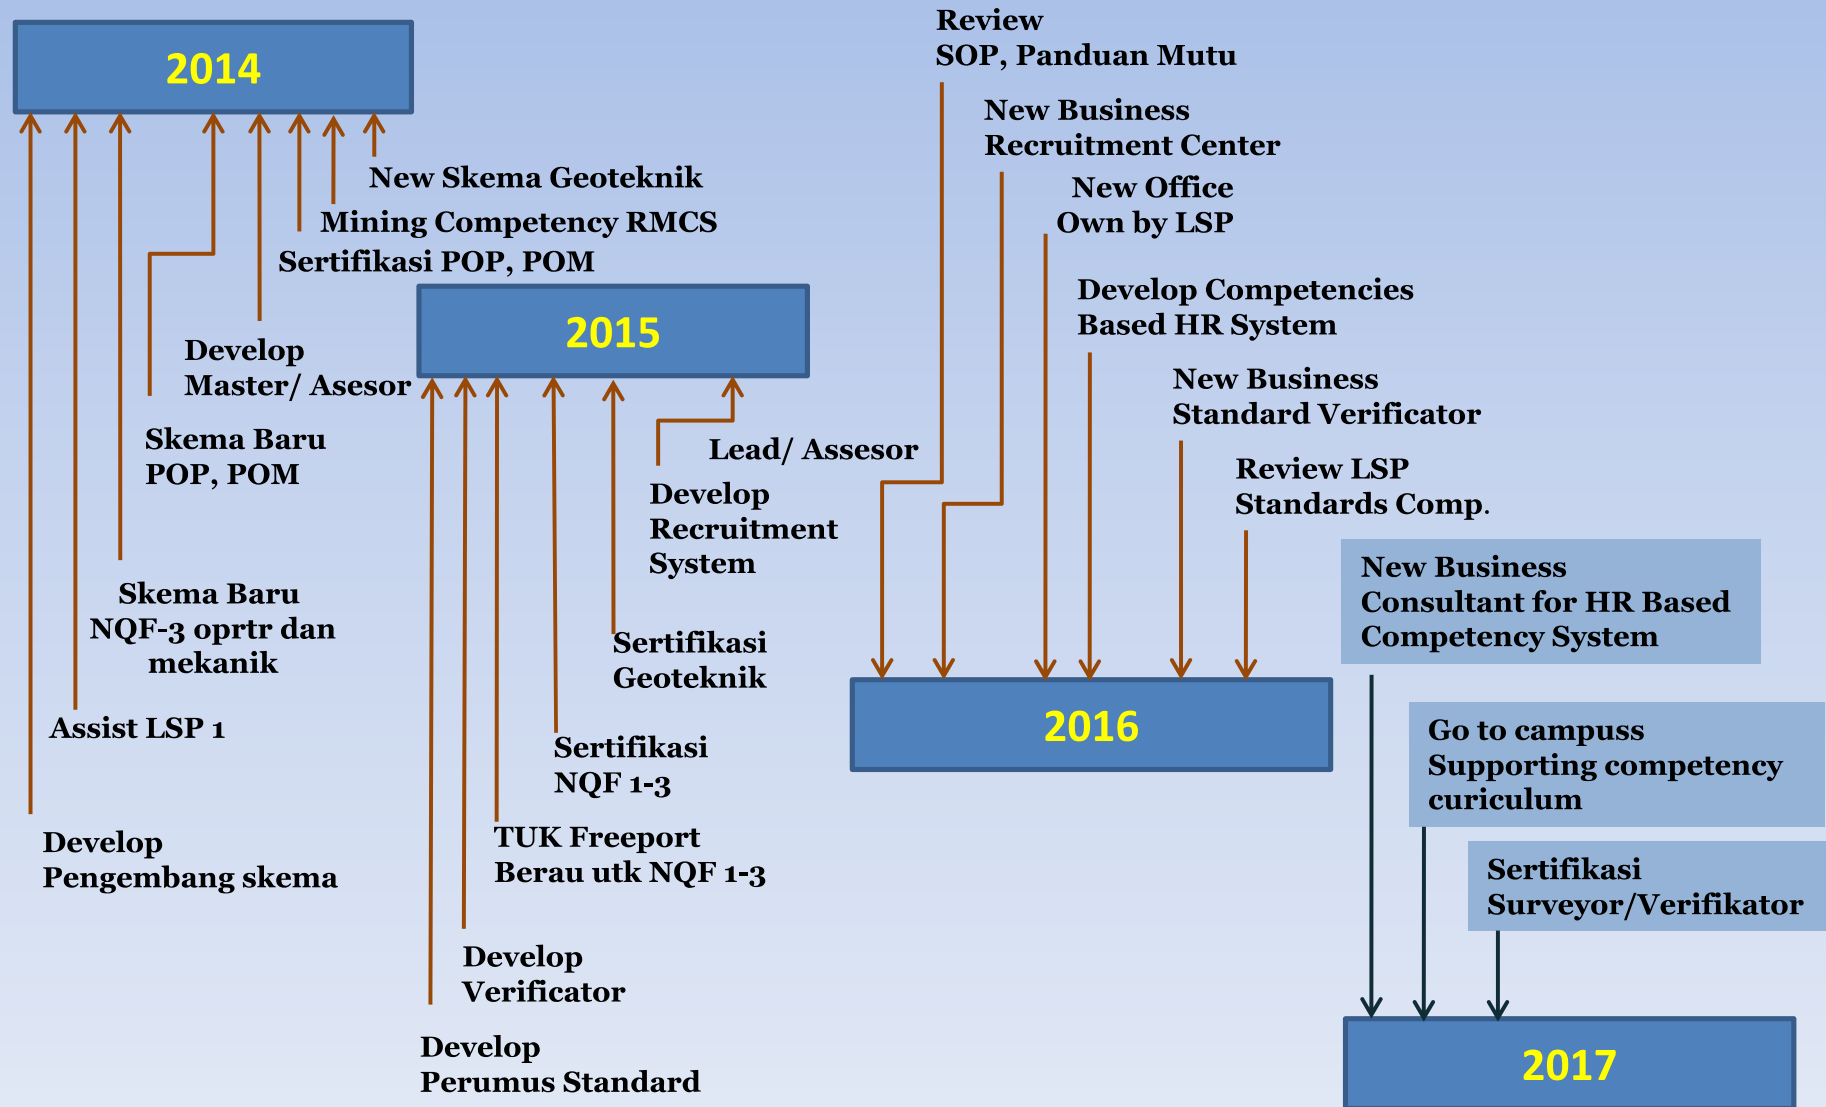 2014
New Skema Geoteknik
Mining Competency RMCS
Sertifikasi POP, POM
Develop
Master/ Asesor
Skema Baru
POP, POM
Skema Baru
NQF-3 oprtr dan
mekanik
Assist LSP 1
Develop
Pengembang skema
2015
Lead/ Assesor
Develop
Recruitment
System
Sertifikasi
Geoteknik
Sertifikasi
NQF 1-3
TUK Freeport
Berau utk NQF 1-3
Develop
Verificator
Develop
Perumus Standard
Review
SOP, Panduan Mutu
New Business
Recruitment Center
New Office
Own by LSP
Develop Competencies
Based HR System
New Business
Standard Verificator
Review LSP
Standards Comp.
2016
New Business
Consultant for HR Based
Competency System
Go to campuss
Supporting competency
curiculum
Sertifikasi
Surveyor/Verifikator
2017